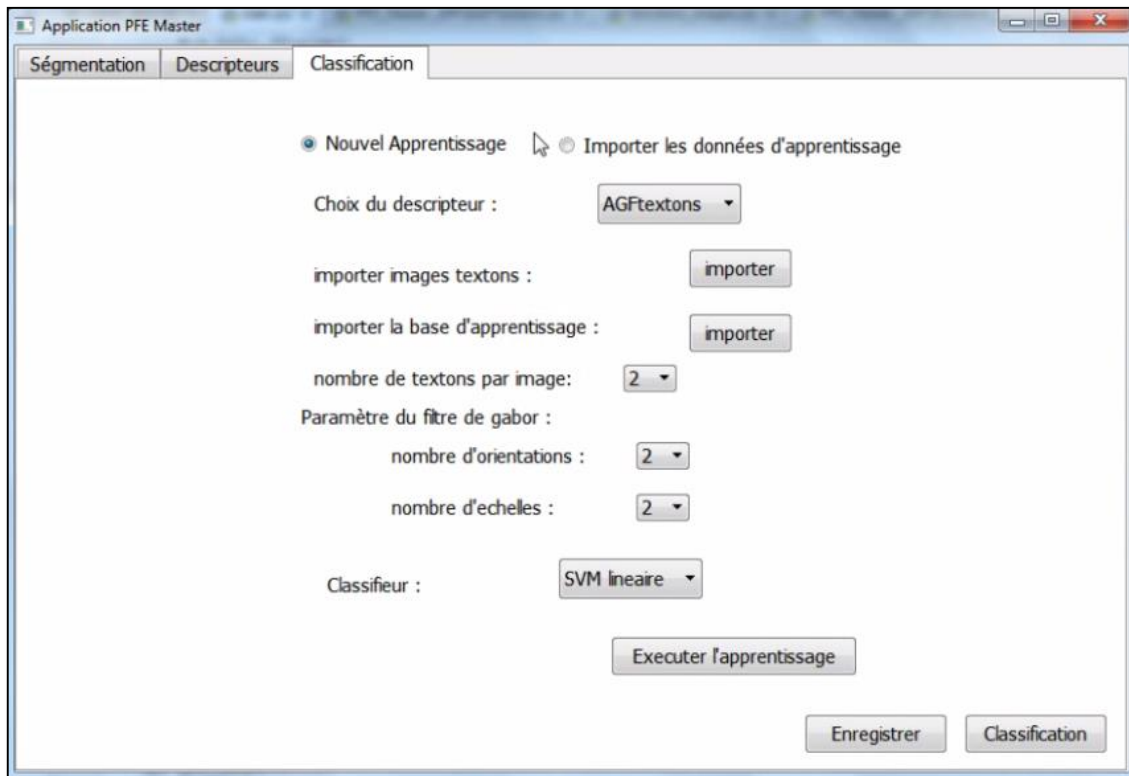 Application PFE Master
Ségmentation Descripteurs Classification
Nouvel Apprentissage Importer les données d'apprentissage
Choix du descripteur : AGFtextons
importer images textons : importer
importer la base d'apprentissage : importer
nombre de textons par image: 2
Paramètre du filtre de gabor :
nombre d'orientations : 2
nombre d'echelles : 2
Classifieur : SVM lineaire
Executer l'apprentissage
Enregistrer Classification